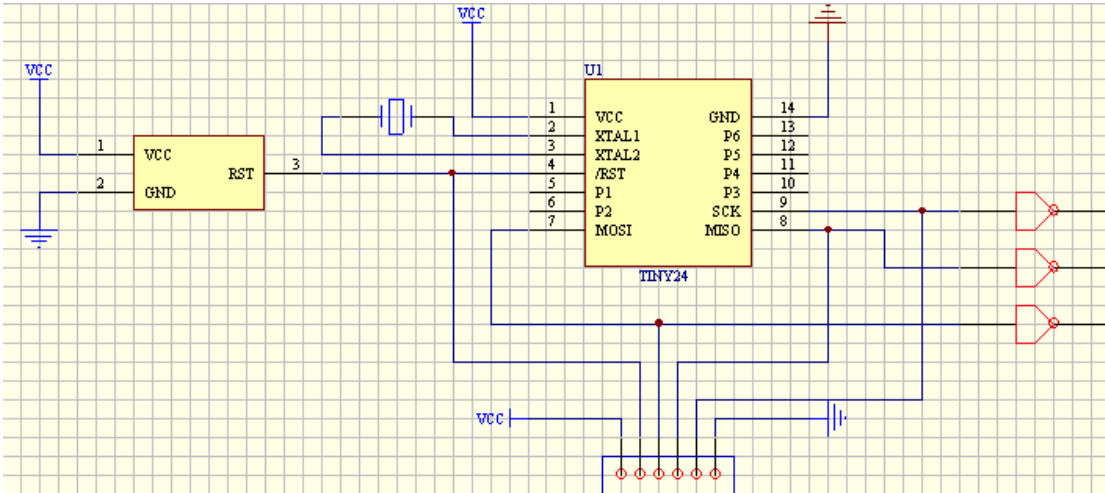 VCC
VCC
U1
1 VCC GND 14
2 XTAL1 P6 13
3 XTAL2 P5 12
4 /RST P4 11
5 P1 P3 10
6 P2 SCK 9
7 MOSI MISO 8
TINY24
1 VCC
RST 3
2 GND
VCC